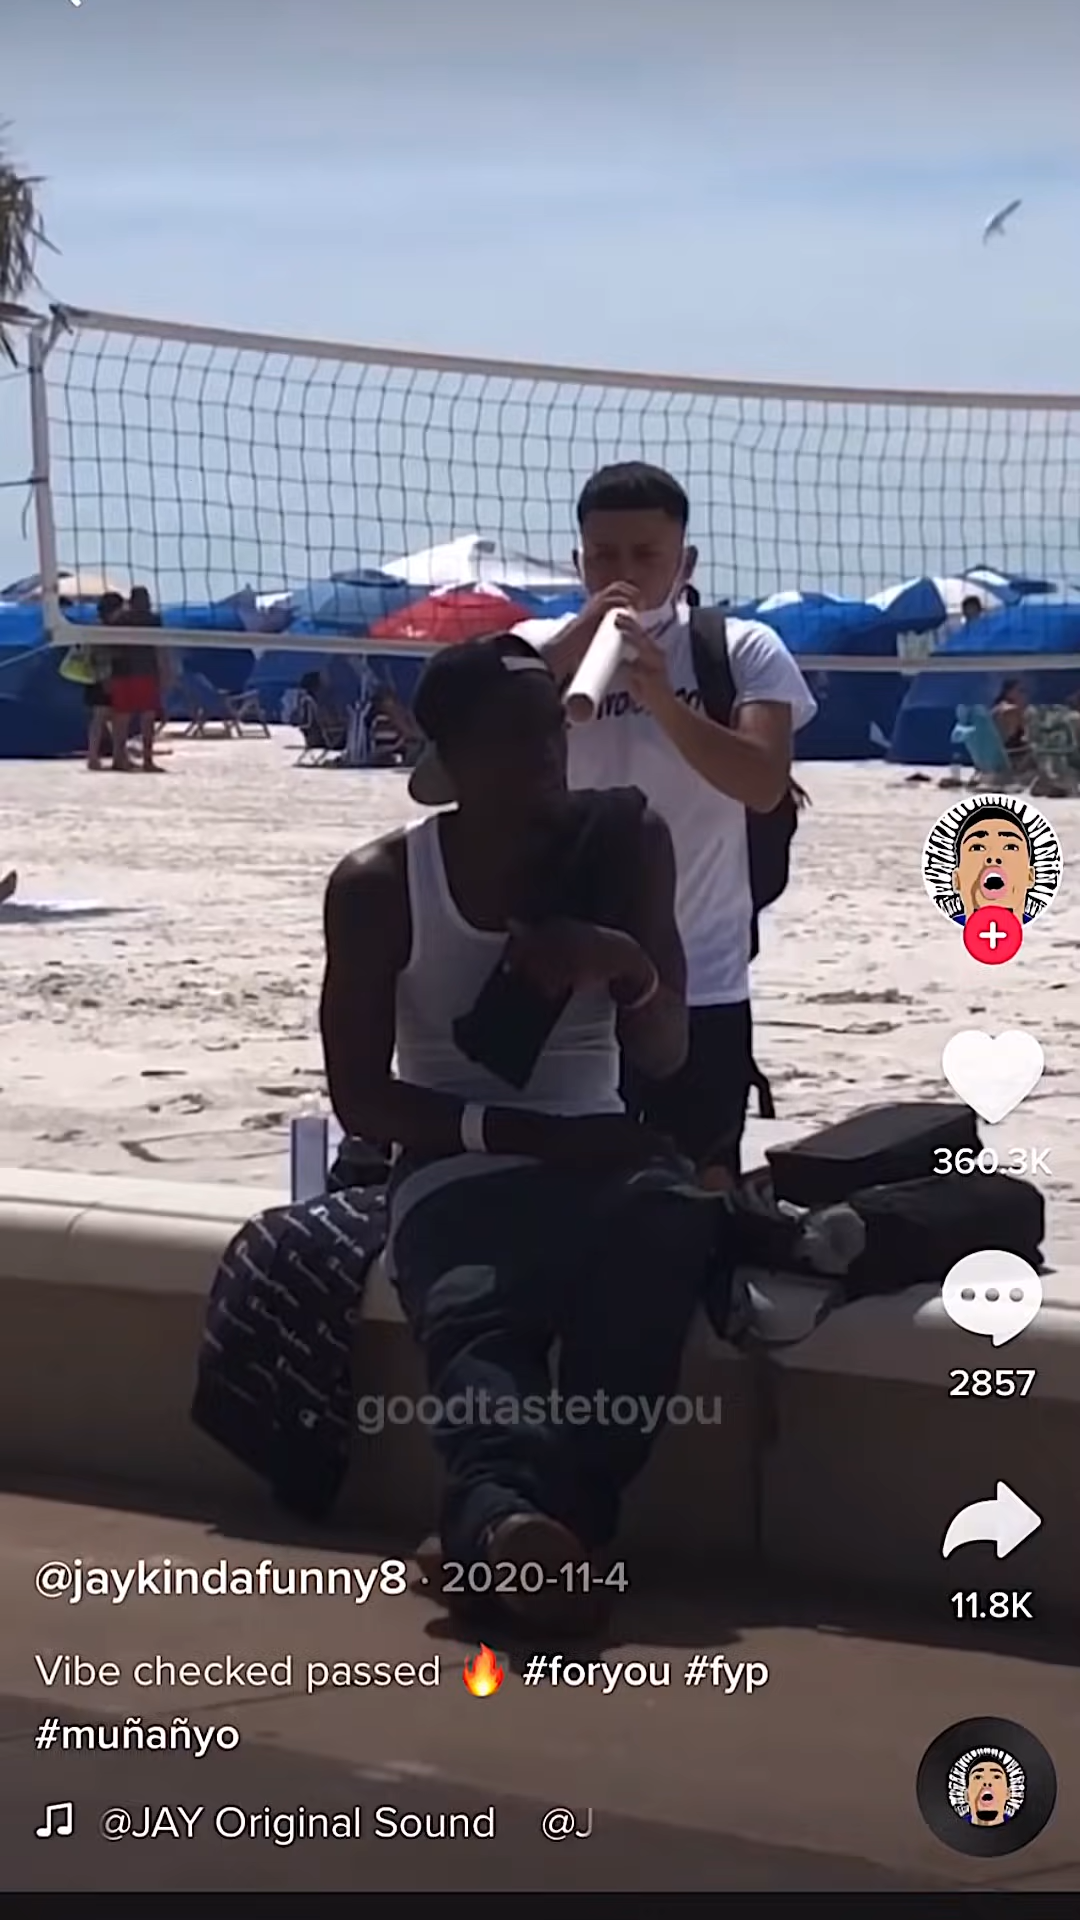 360.3K
2857
goodtastetoyou
11.8K
@jaykindafunny8 · 2020-11-4
Vibe checked passed 🔥 #foryou #fyp
#muñañyo
@JAY Original Sound @J